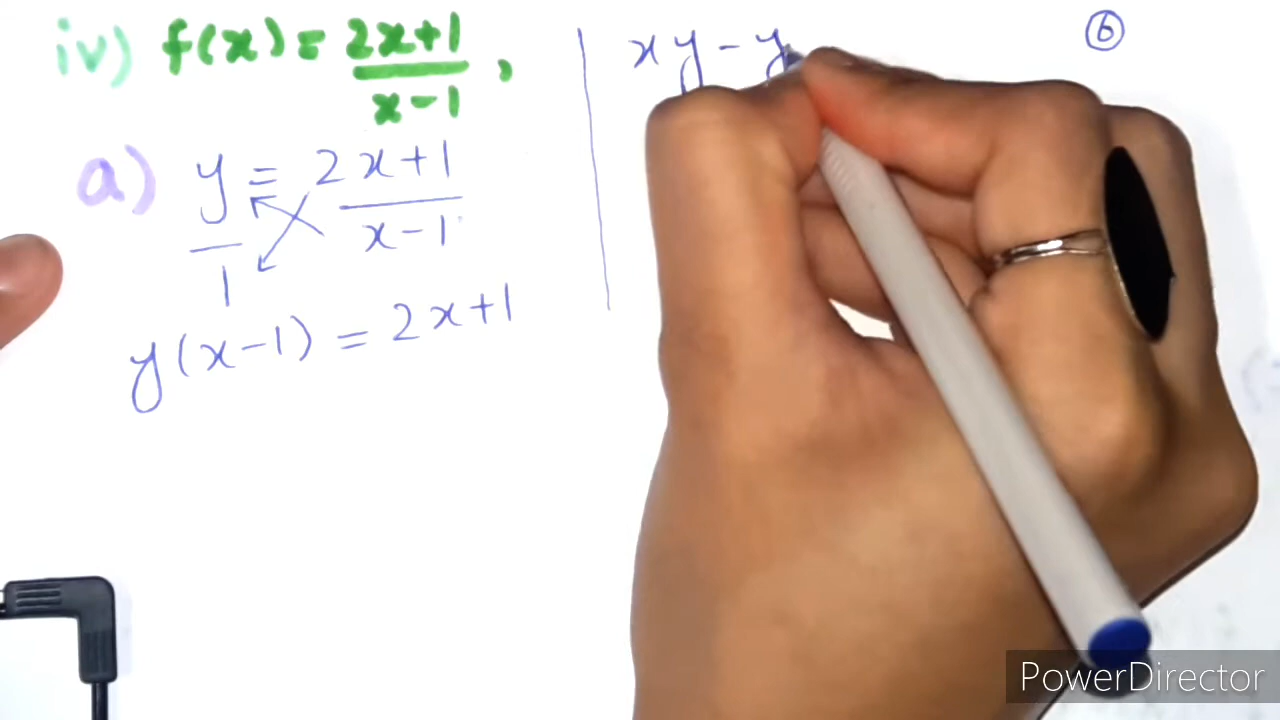 iv) f(x) = 2x+1 ,
x-1
a) y = 2x+1
x-1
1
y(x-1) = 2x+1
xy - y
6
PowerDirector